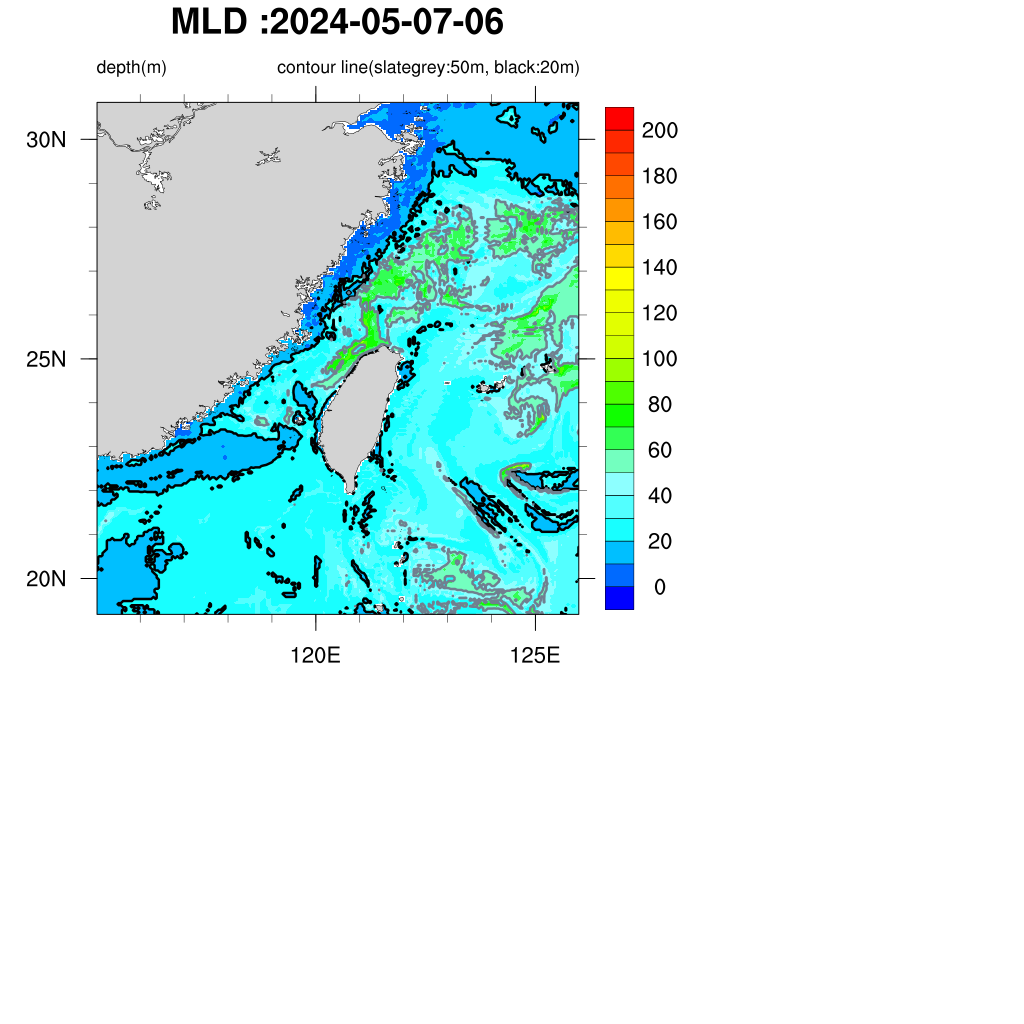 MLD :2024-05-07-06
depth(m)
contour line(slategrey:50m, black:20m)
30N
25N
20N
120E
125E
200
180
160
140
120
100
80
60
40
20
0